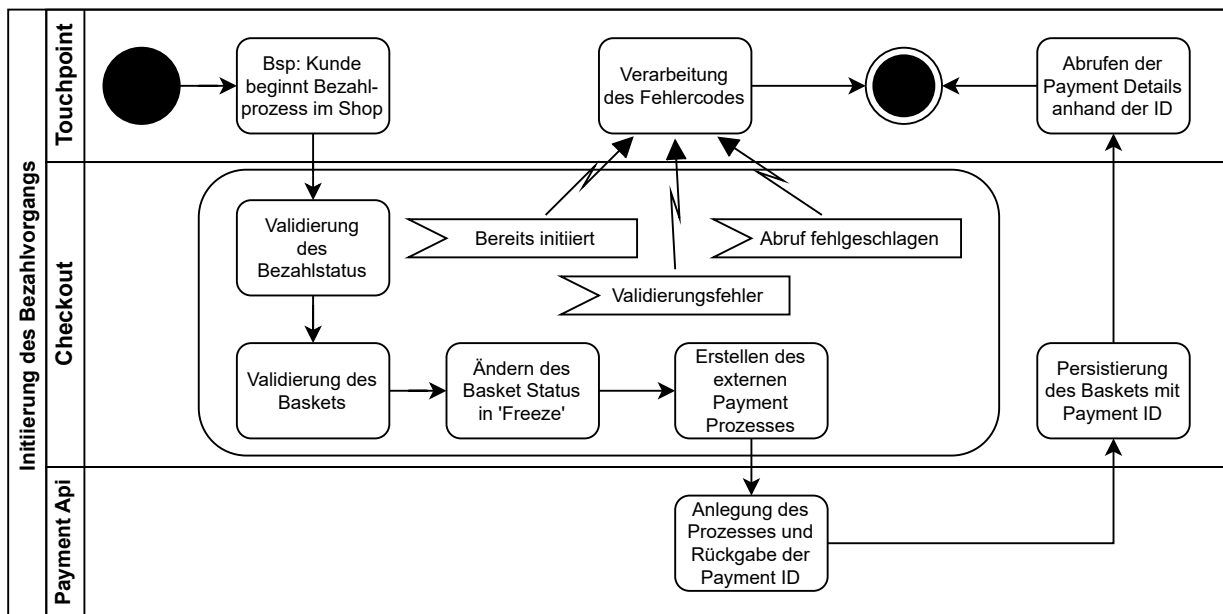 Initiierung des Bezahlvorgangs
Touchpoint
Bsp: Kunde
beginnt Bezahl-
prozess im Shop
Verarbeitung
des Fehlercodes
Abrufen der
Payment Details
anhand der ID
Checkout
Validierung
des
Bezahlstatus
Bereits initiiert
Abruf fehlgeschlagen
Validierungsfehler
Validierung des
Baskets
Ändern des
Basket Status
in 'Freeze'
Erstellen des
externen
Payment
Prozesses
Persistierung
des Baskets mit
Payment ID
Payment Api
Anlegung des
Prozesses und
Rückgabe der
Payment ID